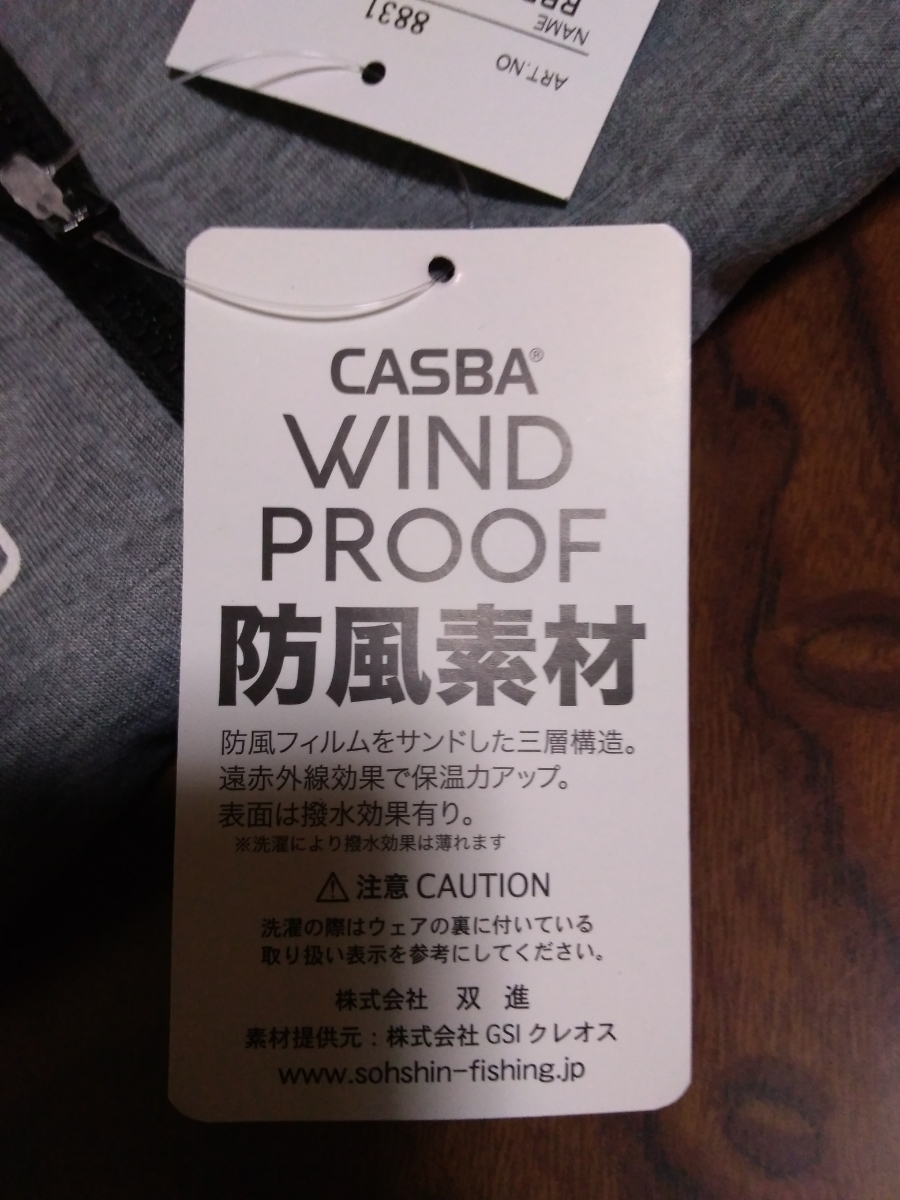 ART.NO
8831
NAME
CASBA®
WIND
PROOF
防風素材
防風フィルムをサンドした三層構造。
遠赤外線効果で保温力アップ。
表面は撥水効果有り。
※洗濯により撥水効果は薄れます
⚠ 注意 CAUTION
洗濯の際はウェアの裏に付いている
取り扱い表示を参考にしてください。
株式会社 双 進
素材提供元：株式会社 GSI クレオス
www.sohshin-fishing.jp